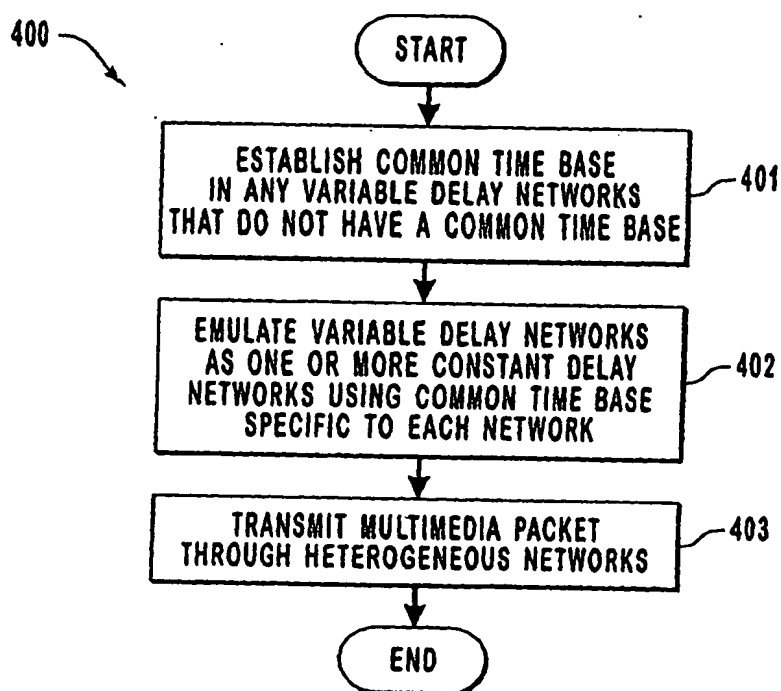 400
START
ESTABLISH COMMON TIME BASE
IN ANY VARIABLE DELAY NETWORKS
THAT DO NOT HAVE A COMMON TIME BASE
401
EMULATE VARIABLE DELAY NETWORKS
AS ONE OR MORE CONSTANT DELAY
NETWORKS USING COMMON TIME BASE
SPECIFIC TO EACH NETWORK
402
TRANSMIT MULTIMEDIA PACKET
THROUGH HETEROGENEOUS NETWORKS
403
END